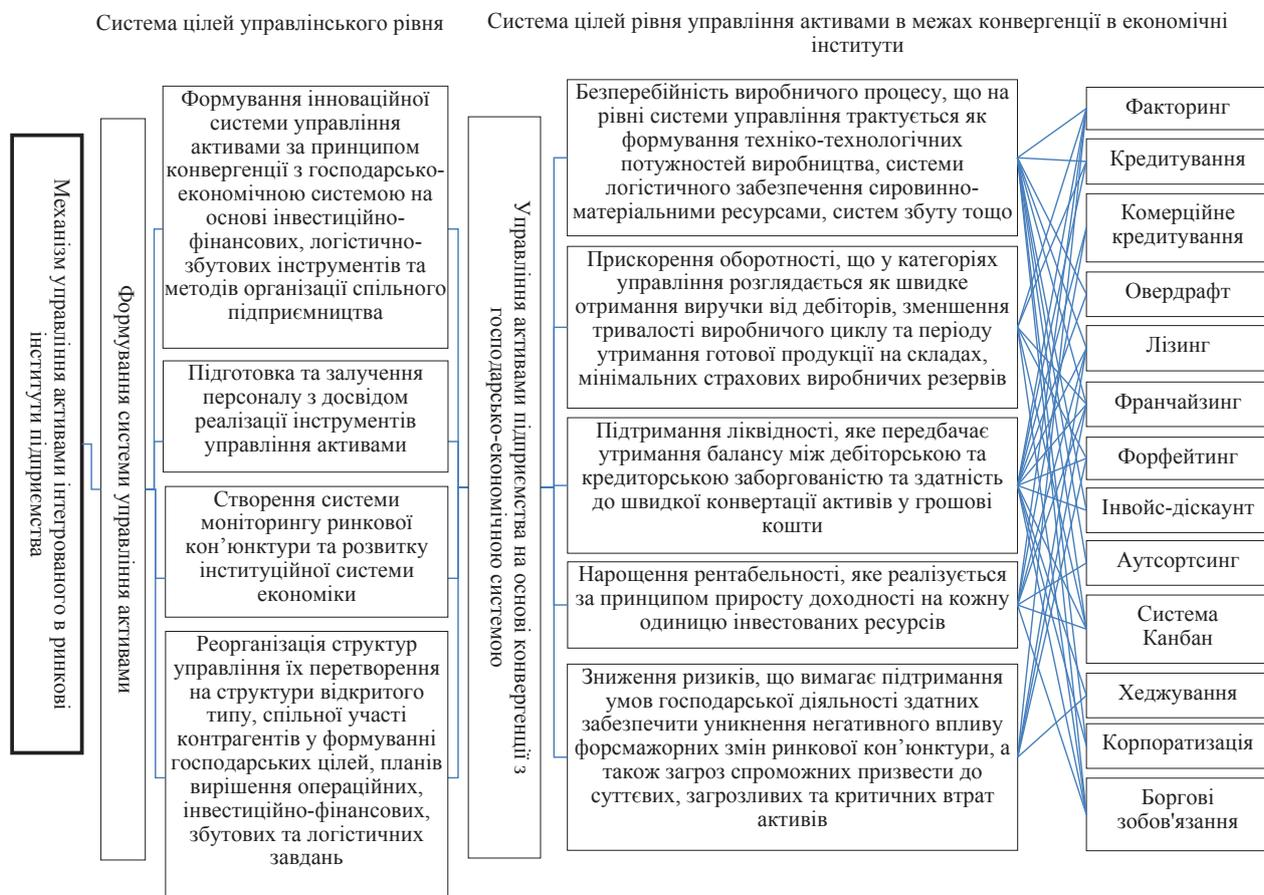 Система цілей управлінського рівня
Система цілей рівня управління активами в межах конвергенції в економічні
інститути
Механізм управління активами інтегрованого в ринкові
інститути підприємства
Формування системи управління активами
Формування інноваційної
системи управління
активами за принципом
конвергенції з господарсько-
економічною системою на
основі інвестиційно-
фінансових, логістично-
збутових інструментів та
методів організації спільного
підприємництва
Підготовка та залучення
персоналу з досвідом
реалізації інструментів
управління активами
Створення системи
моніторингу ринкової
кон’юнктури та розвитку
інституційної системи
економіки
Реорганізація структур
управління їх перетворення
на структури відкритого
типу, спільної участі
контрагентів у формуванні
господарських цілей, планів
вирішення операційних,
інвестиційно-фінансових,
збутових та логістичних
завдань
Управління активами підприємства на основі конвергенції з
господарсько-економічною системою
Безперебійність виробничого процесу, що на
рівні системи управління трактується як
формування техніко-технологічних
потужностей виробництва, системи
логістичного забезпечення сировинно-
матеріальними ресурсами, систем збуту тощо
Прискорення оборотності, що у категоріях
управління розглядається як швидке
отримання виручки від дебіторів, зменшення
тривалості виробничого циклу та періоду
утримання готової продукції на складах,
мінімальних страхових виробничих резервів
Підтримання ліквідності, яке передбачає
утримання балансу між дебіторською та
кредиторською заборгованістю та здатність
до швидкої конвертації активів у грошові
кошти
Нарощення рентабельності, яке реалізується
за принципом приросту доходності на кожну
одиницю інвестованих ресурсів
Зниження ризиків, що вимагає підтримання
умов господарської діяльності здатних
забезпечити уникнення негативного впливу
форсмажорних змін ринкової кон’юнктури, а
також загроз спроможних призвести до
суттєвих, загрозливих та критичних втрат
активів
Факторинг
Кредитування
Комерційне
кредитування
Овердрафт
Лізинг
Франчайзинг
Форфейтинг
Інвойс-діскаунт
Аутсортсинг
Система
Канбан
Хеджування
Корпоратизація
Боргові
зобов'язання